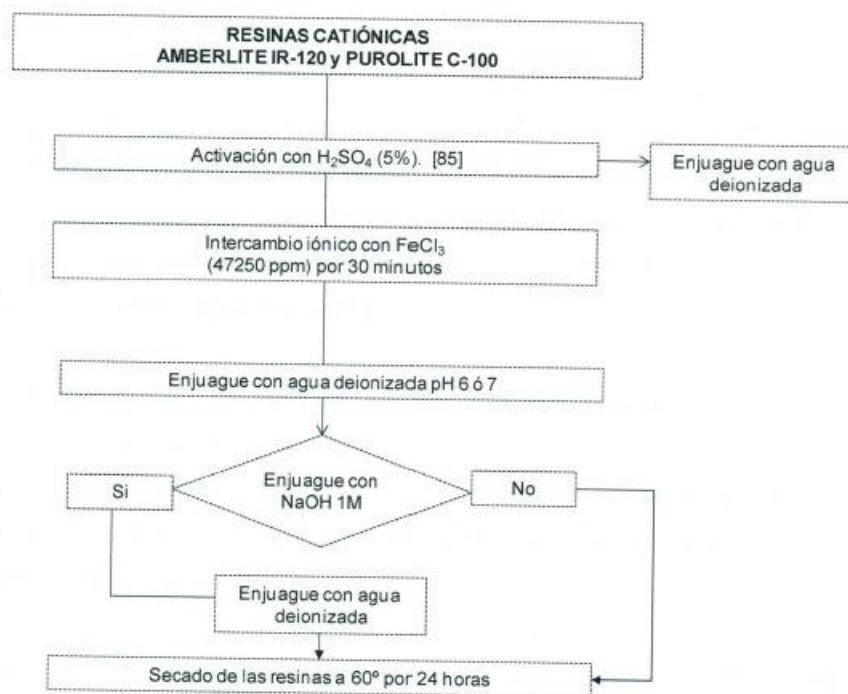 RESINAS CATIÓNICAS
AMBERLITE IR-120 y PUROLITE C-100
Activación con H₂SO₄ (5%). [85]
Enjuague con agua
deionizada
Intercambio iónico con FeCl₃
(47250 ppm) por 30 minutos
Enjuague con agua deionizada pH 6 ó 7
Si
Enjuague con
NaOH 1M
No
Enjuague con agua
deionizada
Secado de las resinas a 60º por 24 horas